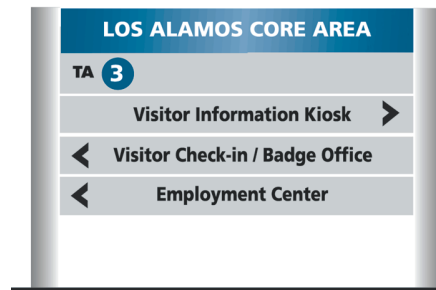 LOS ALAMOS CORE AREA
TA 3
Visitor Information Kiosk
Visitor Check-in / Badge Office
Employment Center